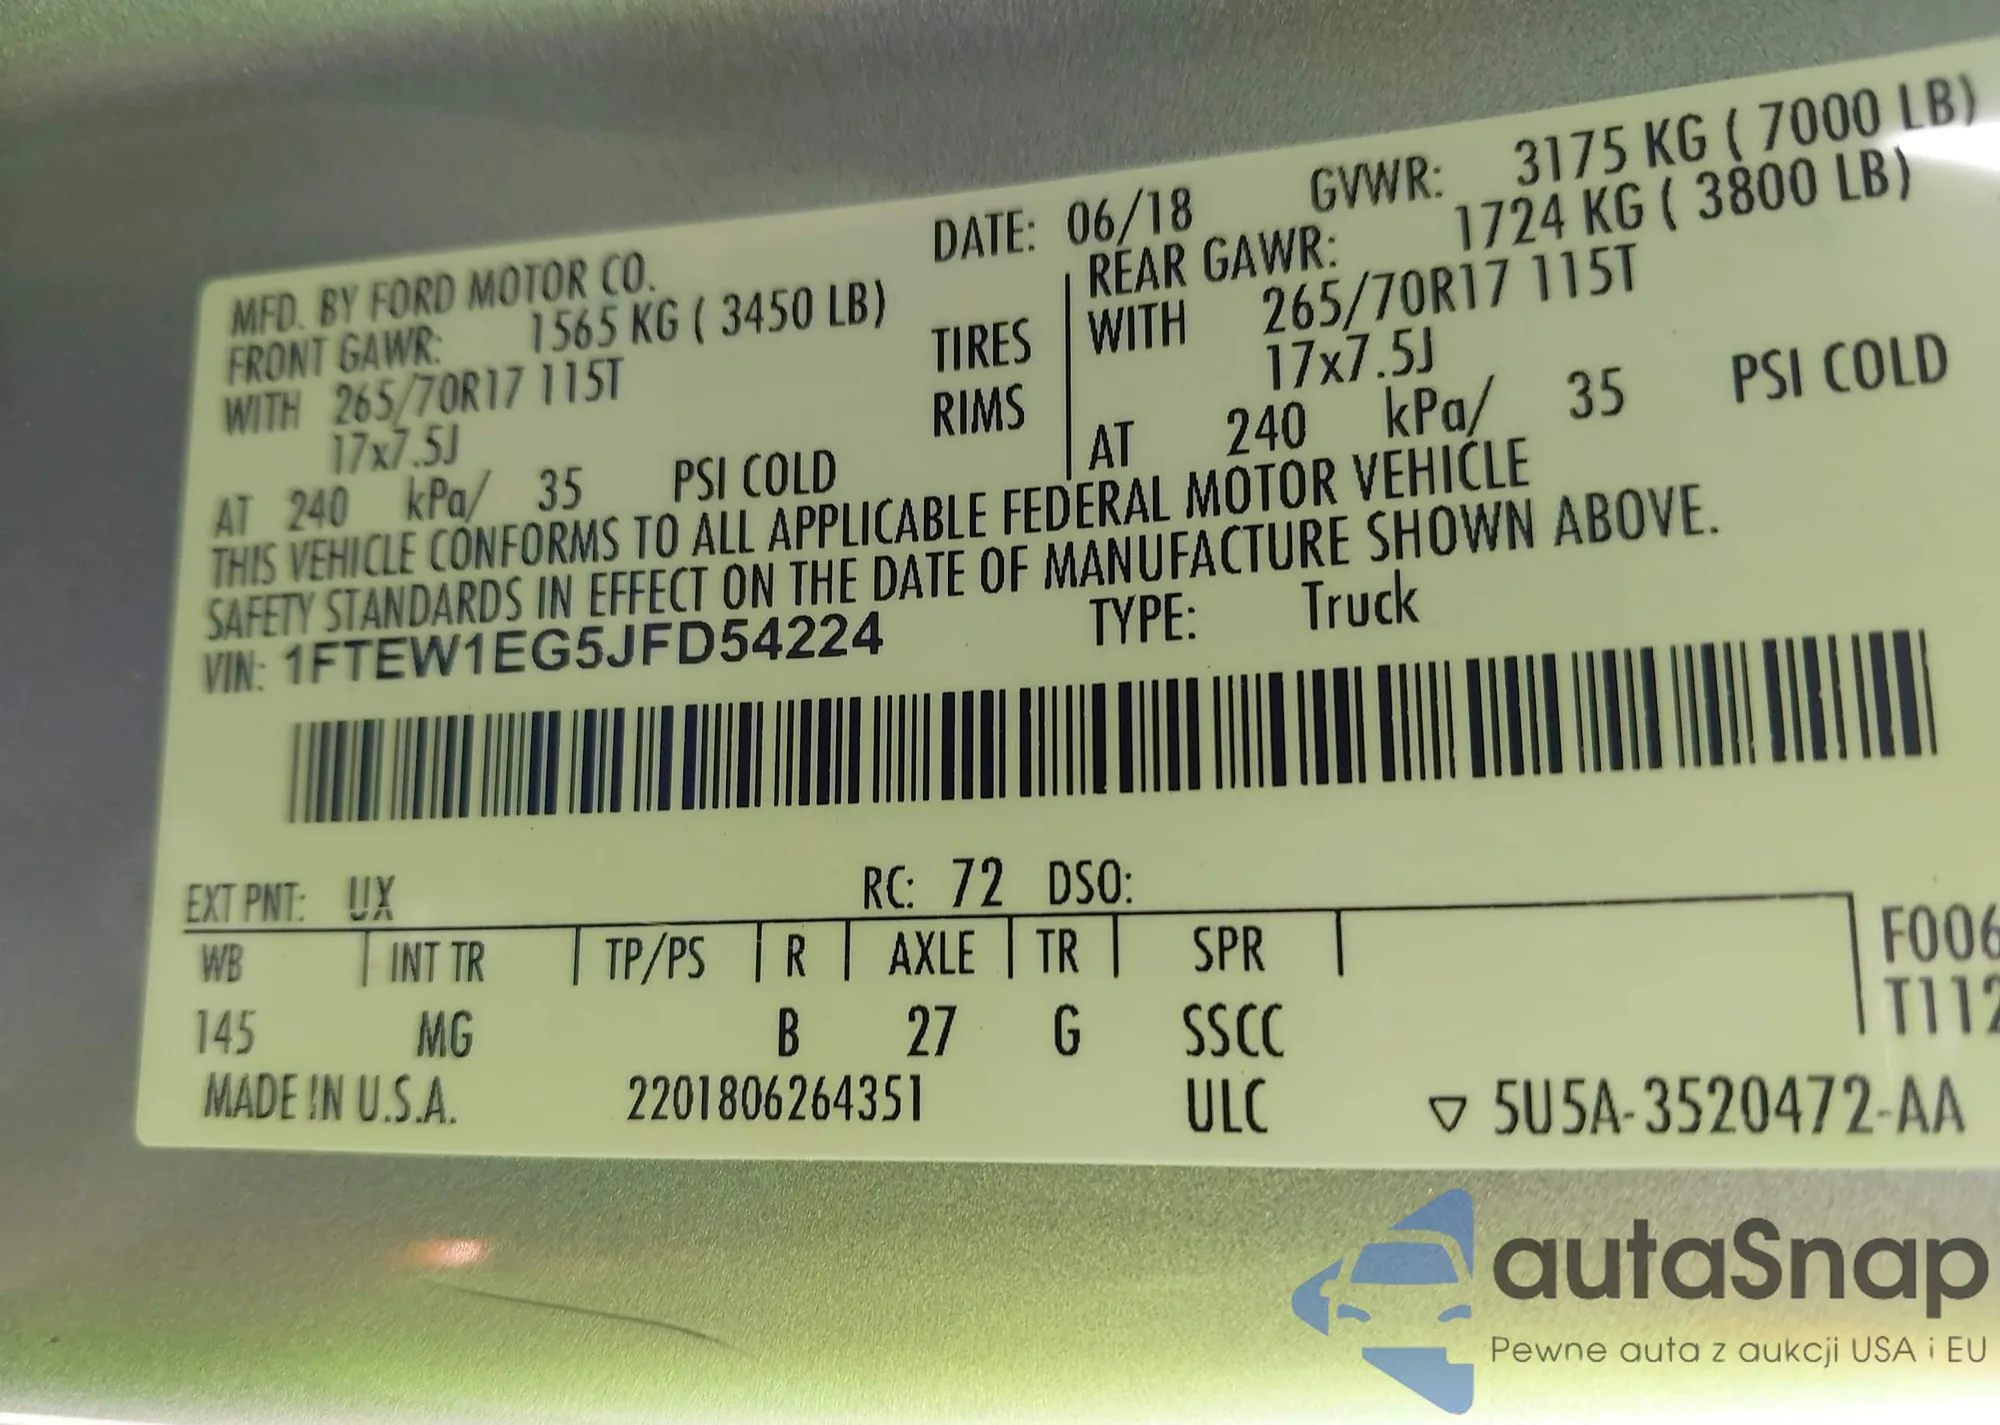 DATE: 06/18 GVWR: 3175 KG ( 7000 LB)
MFD. BY FORD MOTOR CO.
FRONT GAWR: 1565 KG ( 3450 LB) REAR GAWR: 1724 KG ( 3800 LB)
WITH 265/70R17 115T TIRES WITH 265/70R17 115T
17x7.5J RIMS 17x7.5J
AT 240 kPa/ 35 PSI COLD AT 240 kPa/ 35 PSI COLD
THIS VEHICLE CONFORMS TO ALL APPLICABLE FEDERAL MOTOR VEHICLE
SAFETY STANDARDS IN EFFECT ON THE DATE OF MANUFACTURE SHOWN ABOVE.
VIN: 1FTEW1EG5JFD54224 TYPE: Truck
EXT PNT: UX RC: 72 DSO:
WB INT TR TP/PS R AXLE TR SPR F006
145 MG B 27 G SSCC T112
MADE IN U.S.A. 2201806264351 ULC ▽ 5U5A-3520472-AA
autaSnap
Pewne auta z aukcji USA i EU